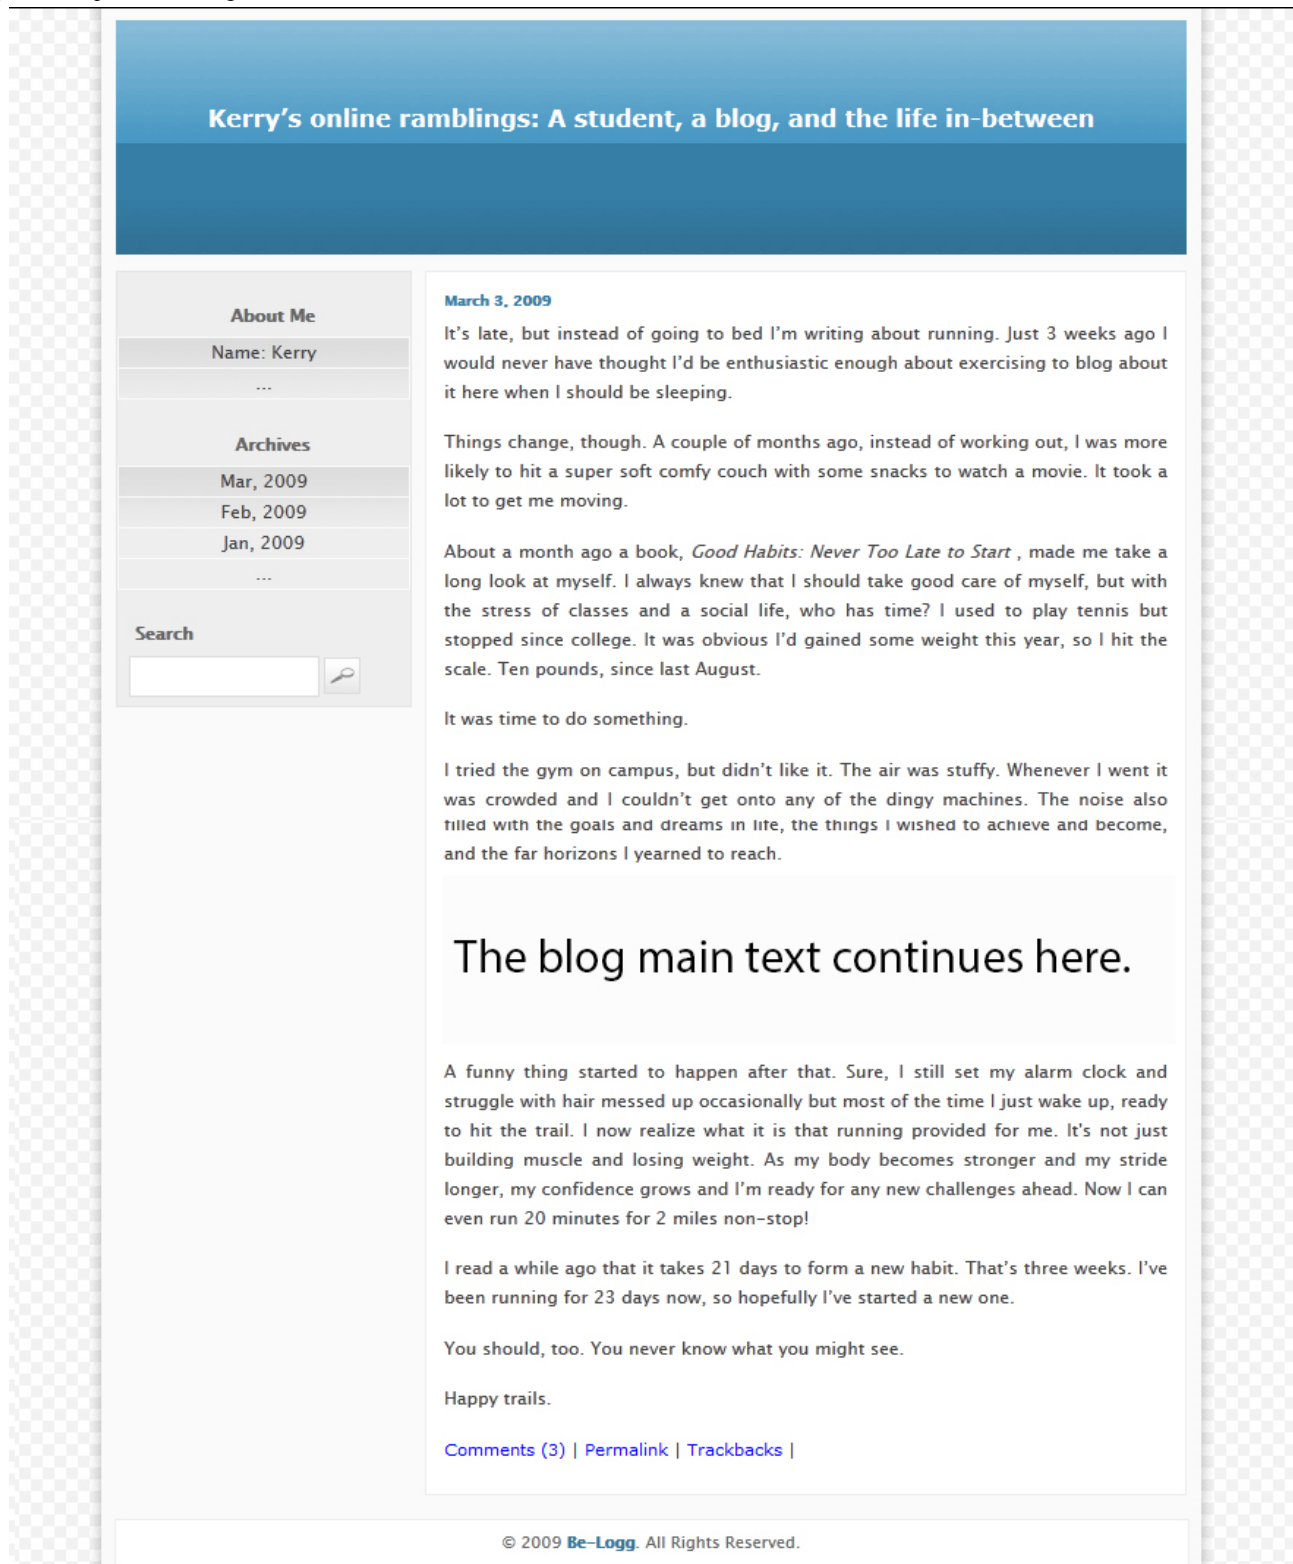 Kerry’s online ramblings: A student, a blog, and the life in-between
About Me
Name: Kerry
...
Archives
Mar, 2009
Feb, 2009
Jan, 2009
...
Search
March 3, 2009
It’s late, but instead of going to bed I’m writing about running. Just 3 weeks ago I
would never have thought I’d be enthusiastic enough about exercising to blog about
it here when I should be sleeping.
Things change, though. A couple of months ago, instead of working out, I was more
likely to hit a super soft comfy couch with some snacks to watch a movie. It took a
lot to get me moving.
About a month ago a book, Good Habits: Never Too Late to Start , made me take a
long look at myself. I always knew that I should take good care of myself, but with
the stress of classes and a social life, who has time? I used to play tennis but
stopped since college. It was obvious I’d gained some weight this year, so I hit the
scale. Ten pounds, since last August.
It was time to do something.
I tried the gym on campus, but didn’t like it. The air was stuffy. Whenever I went it
was crowded and I couldn’t get onto any of the dingy machines. The noise also
filled with the goals and dreams in life, the things I wished to achieve and become,
and the far horizons I yearned to reach.
The blog main text continues here.
A funny thing started to happen after that. Sure, I still set my alarm clock and
struggle with hair messed up occasionally but most of the time I just wake up, ready
to hit the trail. I now realize what it is that running provided for me. It's not just
building muscle and losing weight. As my body becomes stronger and my stride
longer, my confidence grows and I’m ready for any new challenges ahead. Now I can
even run 20 minutes for 2 miles non-stop!
I read a while ago that it takes 21 days to form a new habit. That’s three weeks. I’ve
been running for 23 days now, so hopefully I’ve started a new one.
You should, too. You never know what you might see.
Happy trails.
Comments (3) | Permalink | Trackbacks |
© 2009 Be-Logg. All Rights Reserved.